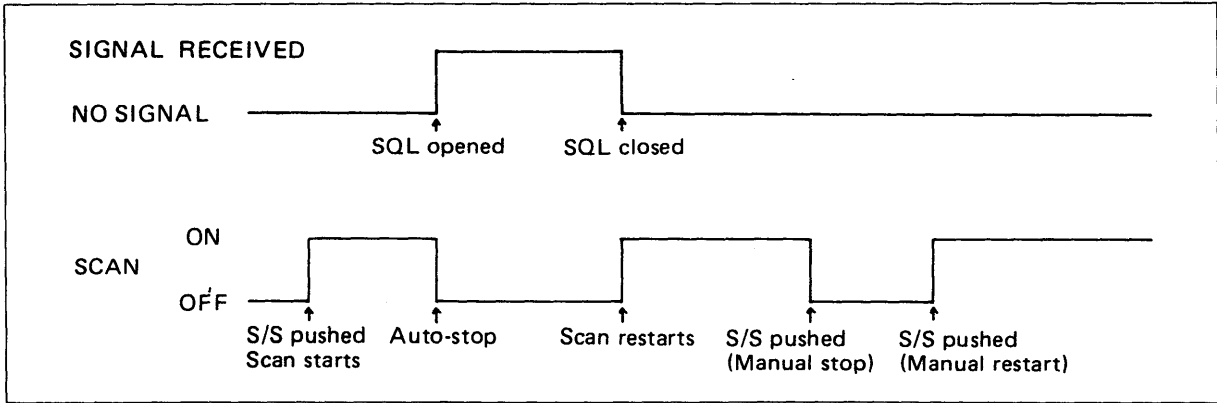 SIGNAL RECEIVED
NO SIGNAL
SQL opened
SQL closed
SCAN
ON
OFF
S/S pushed
Scan starts
Auto-stop
Scan restarts
S/S pushed
(Manual stop)
S/S pushed
(Manual restart)